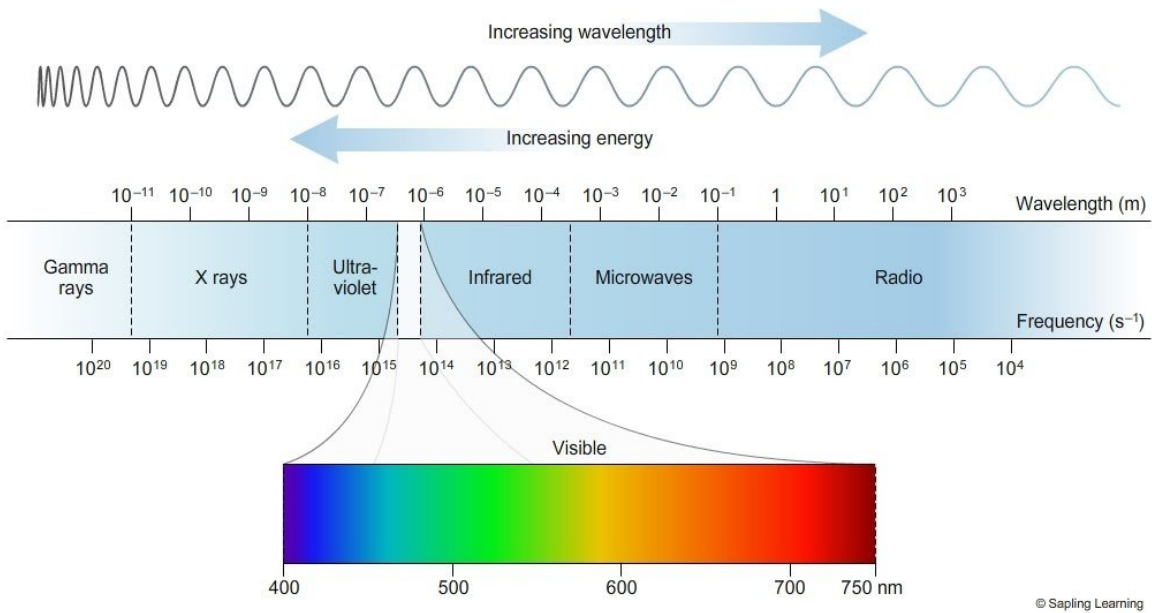 Increasing wavelength
Increasing energy
10⁻¹¹ 10⁻¹⁰ 10⁻⁹ 10⁻⁸ 10⁻⁷ 10⁻⁶ 10⁻⁵ 10⁻⁴ 10⁻³ 10⁻² 10⁻¹ 1 10¹ 10² 10³ Wavelength (m)
Gamma rays X rays Ultra-violet Infrared Microwaves Radio
Frequency (s⁻¹)
10²⁰ 10¹⁹ 10¹⁸ 10¹⁷ 10¹⁶ 10¹⁵ 10¹⁴ 10¹³ 10¹² 10¹¹ 10¹⁰ 10⁹ 10⁸ 10⁷ 10⁶ 10⁵ 10⁴
Visible
400 500 600 700 750 nm
© Sapling Learning